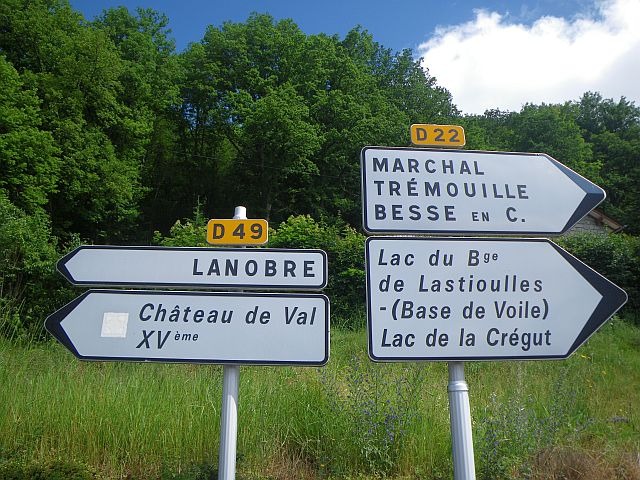 D 49
LANOBRE
Château de Val
XVème
D 22
MARCHAL
TRÉMOUILLE
BESSE EN C.
Lac du Bge
de Lastioulles
-(Base de Voile)
Lac de la Crégut